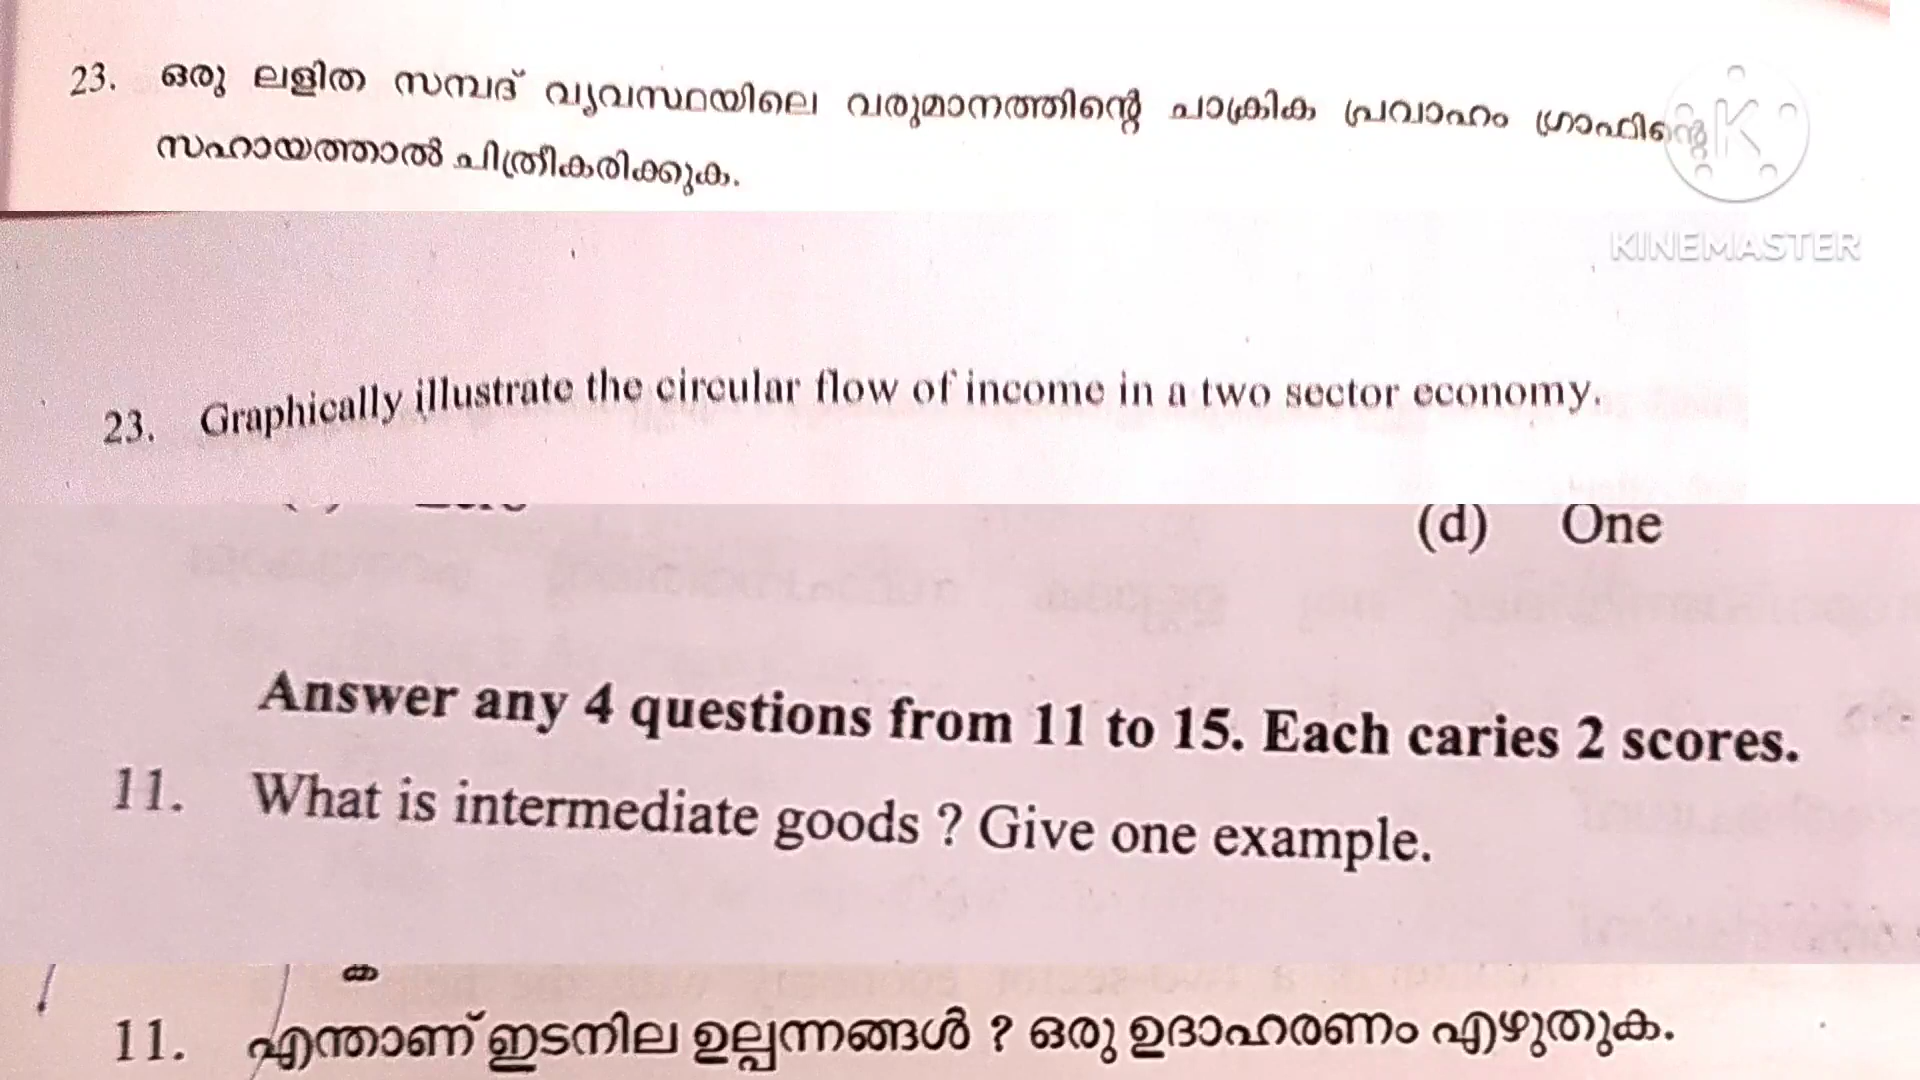 23. ഒരു ലളിത സമ്പദ് വ്യവസ്ഥയിലെ വരുമാനത്തിന്റെ ചാക്രിക പ്രവാഹം ഗ്രാഫിന്റെ
സഹായത്താൽ ചിത്രീകരിക്കുക.
KINEMASTER
23. Graphically illustrate the circular flow of income in a two sector economy.
(d) One
Answer any 4 questions from 11 to 15. Each caries 2 scores.
11. What is intermediate goods ? Give one example.
11. എന്താണ് ഇടനില ഉല്പന്നങ്ങൾ ? ഒരു ഉദാഹരണം എഴുതുക.